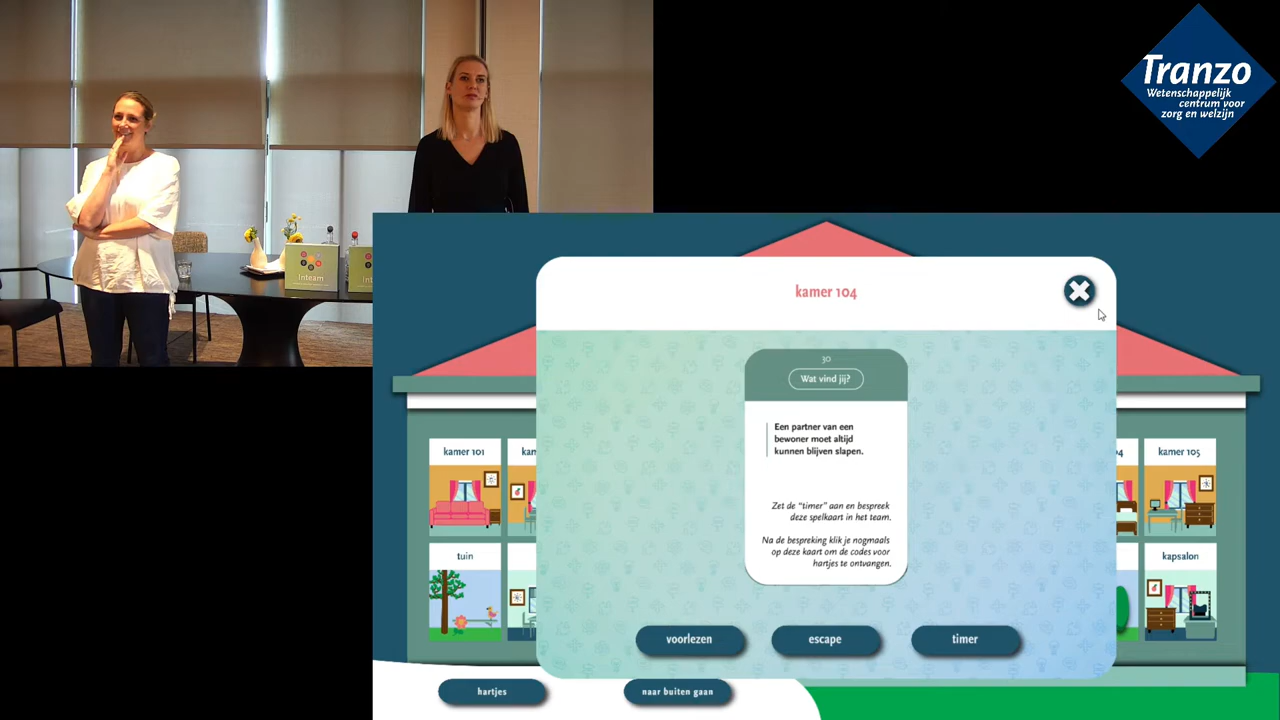 Tranzo
Wetenschappelijk
centrum voor
zorg en welzijn
Inteam
kamer 104
30
Wat vind jij?
Een partner van een
bewoner moet altijd
kunnen blijven slapen.
Zet de “timer” aan en bespreek
deze spelkaart in het team.
Na de bespreking klik je nogmaals
op deze kaart om de codes voor
hartjes te ontvangen.
kamer 101
kamer 105
tuin
kapsalon
voorlezen
escape
timer
hartjes
naar buiten gaan